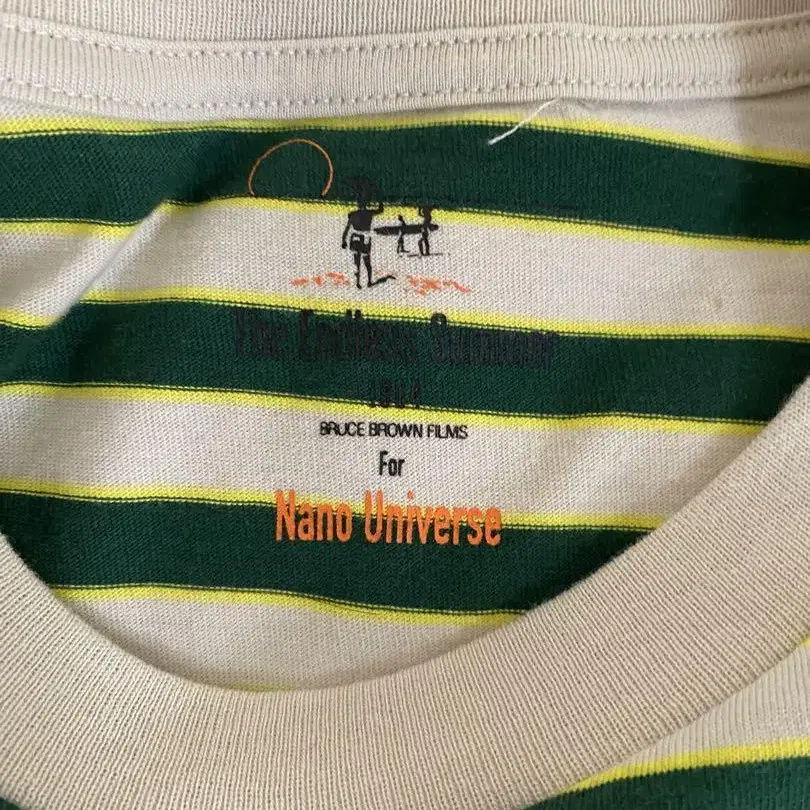 The Endless Summer
1964
BRUCE BROWN FILMS
For
Nano Universe